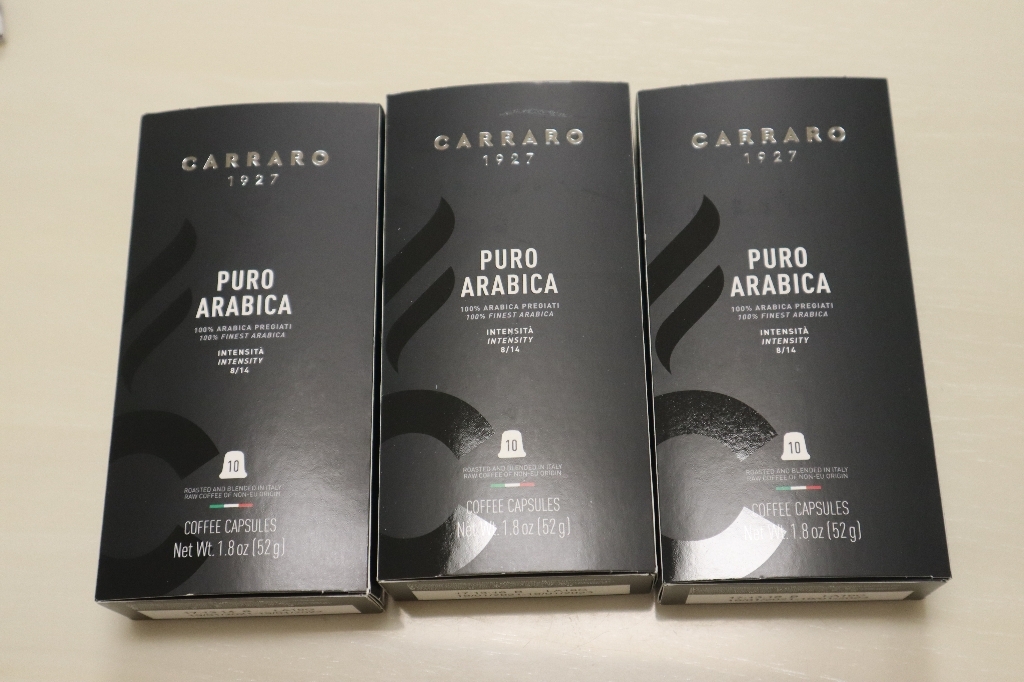 CARRARO
1927
PURO
ARABICA
100% ARABICA PREGIATI
100% FINEST ARABICA
INTENSITÀ
INTENSITY
8/14
10
ROASTED AND BLENDED IN ITALY
RAW COFFEE OF NON-EU ORIGIN
COFFEE CAPSULES
Net Wt. 1.8 oz (52g)
CARRARO
1927
PURO
ARABICA
100% ARABICA PREGIATI
100% FINEST ARABICA
INTENSITÀ
INTENSITY
8/14
10
ROASTED AND BLENDED IN ITALY
RAW COFFEE OF NON-EU ORIGIN
COFFEE CAPSULES
Net Wt. 1.8 oz (52g)
CARRARO
1927
PURO
ARABICA
100% ARABICA PREGIATI
100% FINEST ARABICA
INTENSITÀ
INTENSITY
8/14
10
ROASTED AND BLENDED IN ITALY
RAW COFFEE OF NON-EU ORIGIN
COFFEE CAPSULES
Net Wt. 1.8 oz (52g)